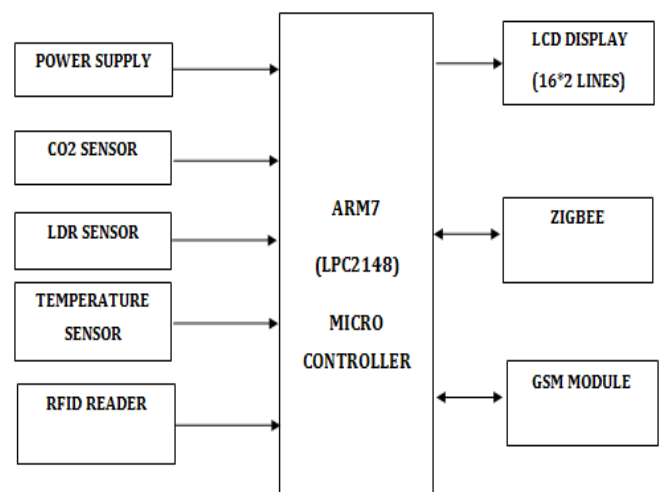 POWER SUPPLY
CO2 SENSOR
LDR SENSOR
TEMPERATURE
SENSOR
RFID READER
ARM7
(LPC2148)
MICRO
CONTROLLER
LCD DISPLAY
(16*2 LINES)
ZIGBEE
GSM MODULE